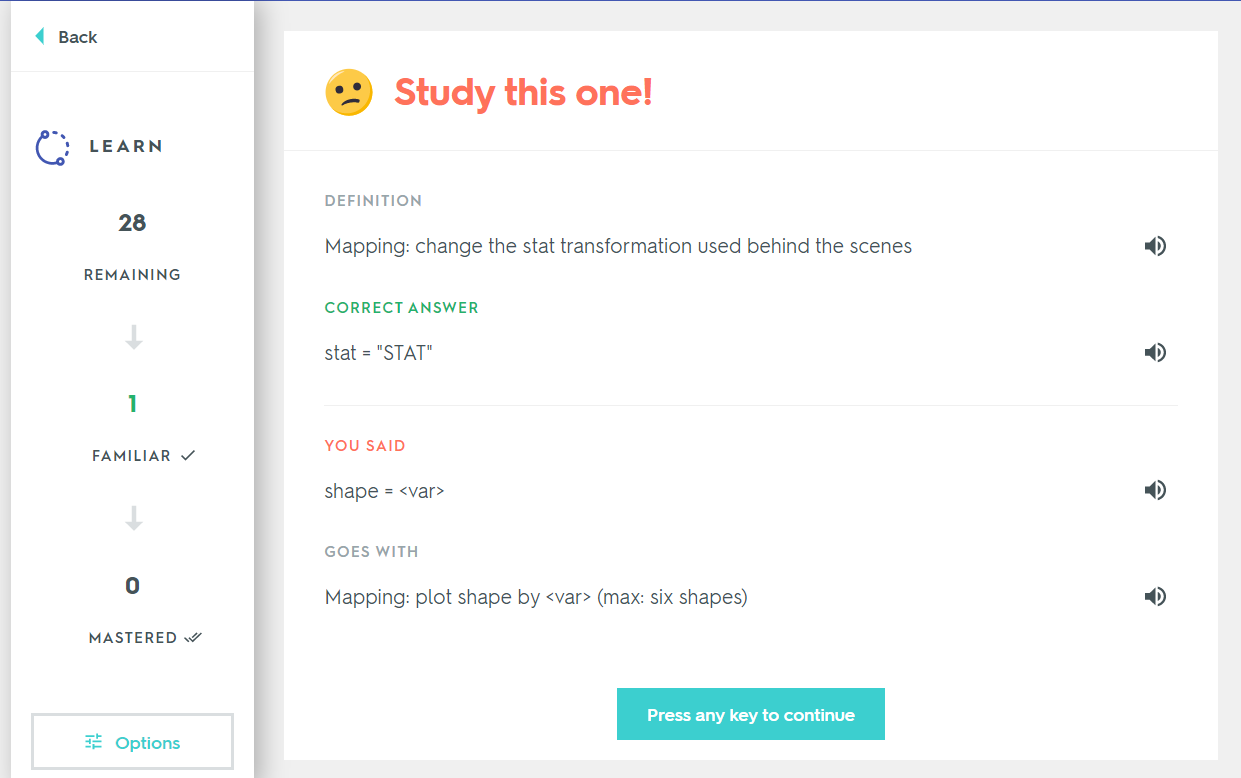 Back
LEARN
28
REMAINING
1
FAMILIAR
0
MASTERED
Options
Study this one!
DEFINITION
Mapping: change the stat transformation used behind the scenes
CORRECT ANSWER
stat = "STAT"
YOU SAID
shape = <var>
GOES WITH
Mapping: plot shape by <var> (max: six shapes)
Press any key to continue